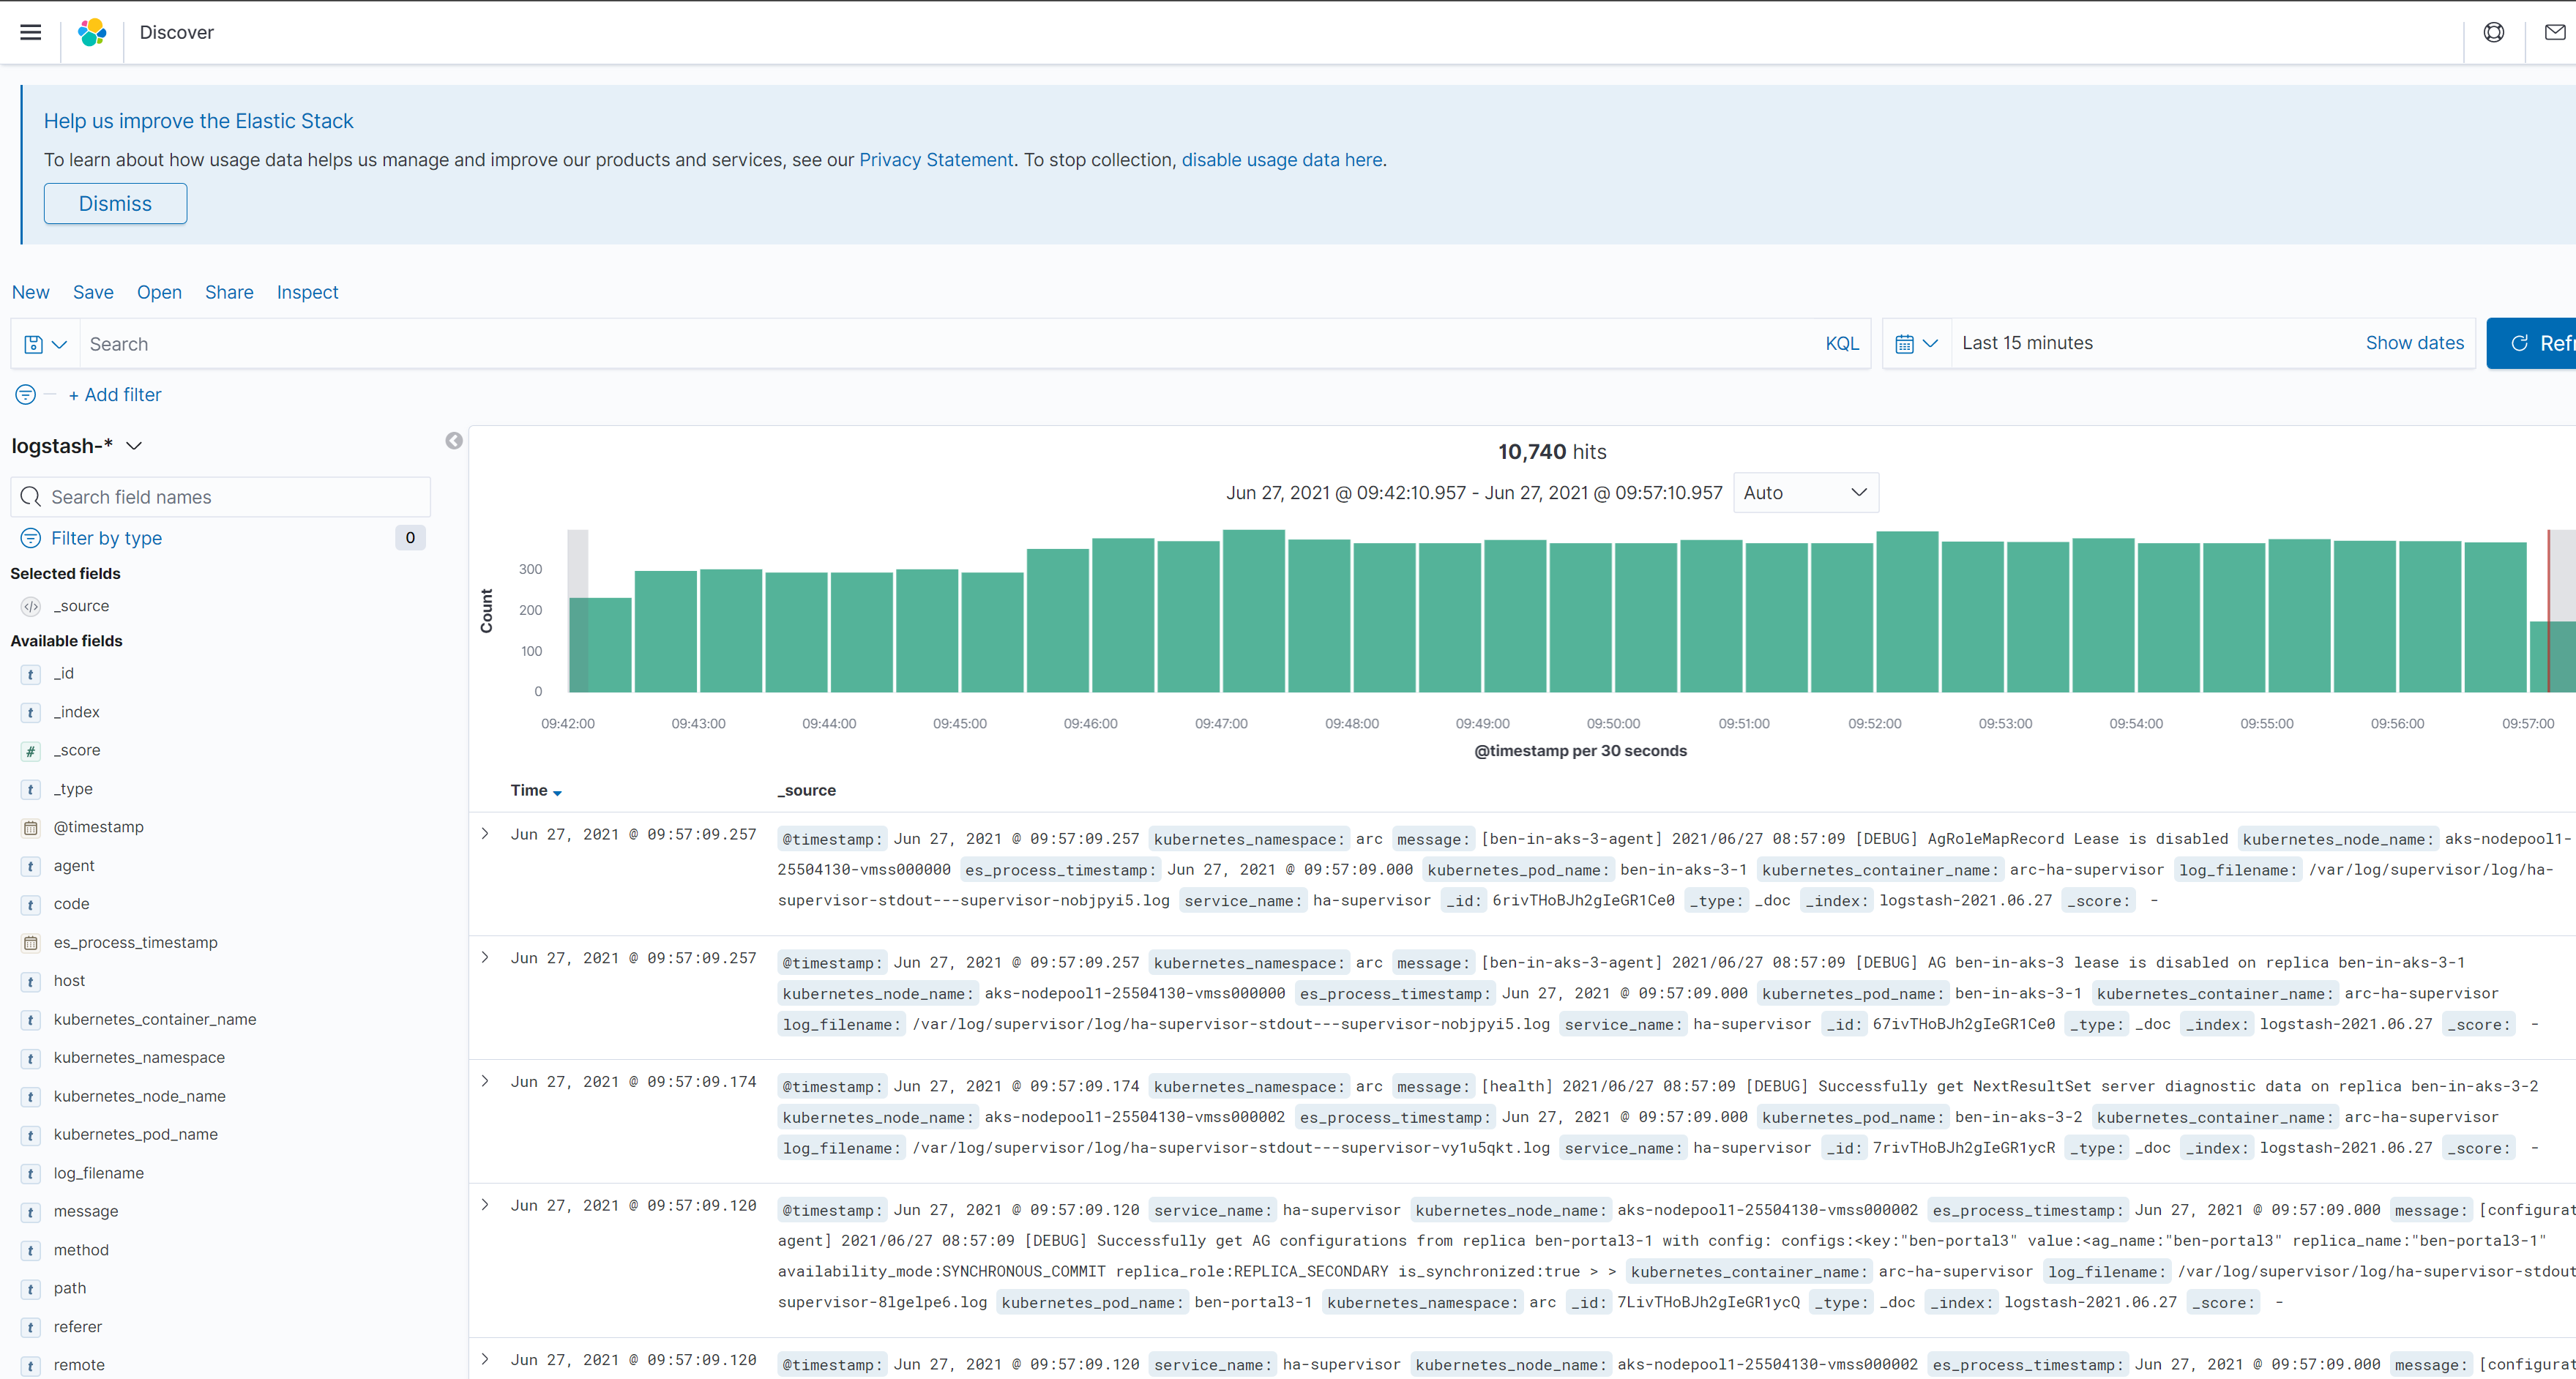 Discover
Help us improve the Elastic Stack
To learn about how usage data helps us manage and improve our products and services, see our Privacy Statement. To stop collection, disable usage data here.
Dismiss
New Save Open Share Inspect
Search KQL Last 15 minutes Show dates Refr
+ Add filter
logstash-*
Search field names
Filter by type 0
Selected fields
_source
Available fields
t _id
t _index
# _score
t _type
@timestamp
t agent
t code
es_process_timestamp
t host
t kubernetes_container_name
t kubernetes_namespace
t kubernetes_node_name
t kubernetes_pod_name
t log_filename
t message
t method
t path
t referer
t remote
10,740 hits
Jun 27, 2021 @ 09:42:10.957 - Jun 27, 2021 @ 09:57:10.957 Auto
Count
300
200
100
0
09:42:00 09:43:00 09:44:00 09:45:00 09:46:00 09:47:00 09:48:00 09:49:00 09:50:00 09:51:00 09:52:00 09:53:00 09:54:00 09:55:00 09:56:00 09:57:00
@timestamp per 30 seconds
Time _source
Jun 27, 2021 @ 09:57:09.257 @timestamp: Jun 27, 2021 @ 09:57:09.257 kubernetes_namespace: arc message: [ben-in-aks-3-agent] 2021/06/27 08:57:09 [DEBUG] AgRoleMapRecord Lease is disabled kubernetes_node_name: aks-nodepool1-
25504130-vmss000000 es_process_timestamp: Jun 27, 2021 @ 09:57:09.000 kubernetes_pod_name: ben-in-aks-3-1 kubernetes_container_name: arc-ha-supervisor log_filename: /var/log/supervisor/log/ha-
supervisor-stdout---supervisor-nobjpyi5.log service_name: ha-supervisor _id: 6rivTHoBJh2gIeGR1Ce0 _type: _doc _index: logstash-2021.06.27 _score: -
Jun 27, 2021 @ 09:57:09.257 @timestamp: Jun 27, 2021 @ 09:57:09.257 kubernetes_namespace: arc message: [ben-in-aks-3-agent] 2021/06/27 08:57:09 [DEBUG] AG ben-in-aks-3 lease is disabled on replica ben-in-aks-3-1
kubernetes_node_name: aks-nodepool1-25504130-vmss000000 es_process_timestamp: Jun 27, 2021 @ 09:57:09.000 kubernetes_pod_name: ben-in-aks-3-1 kubernetes_container_name: arc-ha-supervisor
log_filename: /var/log/supervisor/log/ha-supervisor-stdout---supervisor-nobjpyi5.log service_name: ha-supervisor _id: 67ivTHoBJh2gIeGR1Ce0 _type: _doc _index: logstash-2021.06.27 _score: -
Jun 27, 2021 @ 09:57:09.174 @timestamp: Jun 27, 2021 @ 09:57:09.174 kubernetes_namespace: arc message: [health] 2021/06/27 08:57:09 [DEBUG] Successfully get NextResultSet server diagnostic data on replica ben-in-aks-3-2
kubernetes_node_name: aks-nodepool1-25504130-vmss000002 es_process_timestamp: Jun 27, 2021 @ 09:57:09.000 kubernetes_pod_name: ben-in-aks-3-2 kubernetes_container_name: arc-ha-supervisor
log_filename: /var/log/supervisor/log/ha-supervisor-stdout---supervisor-vy1u5qkt.log service_name: ha-supervisor _id: 7rivTHoBJh2gIeGR1ycR _type: _doc _index: logstash-2021.06.27 _score: -
Jun 27, 2021 @ 09:57:09.120 @timestamp: Jun 27, 2021 @ 09:57:09.120 service_name: ha-supervisor kubernetes_node_name: aks-nodepool1-25504130-vmss000002 es_process_timestamp: Jun 27, 2021 @ 09:57:09.000 message: [configurat
agent] 2021/06/27 08:57:09 [DEBUG] Successfully get AG configurations from replica ben-portal3-1 with config: configs:<key:"ben-portal3" value:<ag_name:"ben-portal3" replica_name:"ben-portal3-1"
availability_mode:SYNCHRONOUS_COMMIT replica_role:REPLICA_SECONDARY is_synchronized:true > > kubernetes_container_name: arc-ha-supervisor log_filename: /var/log/supervisor/log/ha-supervisor-stdout
supervisor-8lgelpe6.log kubernetes_pod_name: ben-portal3-1 kubernetes_namespace: arc _id: 7LivTHoBJh2gIeGR1ycQ _type: _doc _index: logstash-2021.06.27 _score: -
Jun 27, 2021 @ 09:57:09.120 @timestamp: Jun 27, 2021 @ 09:57:09.120 service_name: ha-supervisor kubernetes_node_name: aks-nodepool1-25504130-vmss000002 es_process_timestamp: Jun 27, 2021 @ 09:57:09.000 message: [configurat